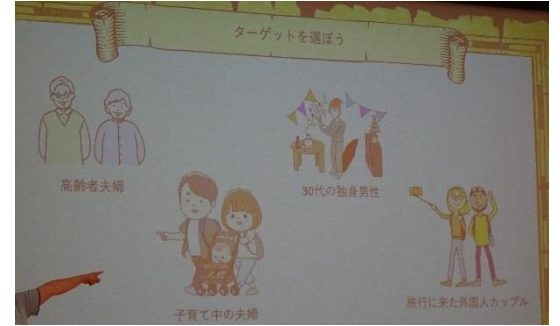 ターゲットを選ぼう
高齢者夫婦
30代の独身男性
子育て中の夫婦
旅行に来た外国人カップル